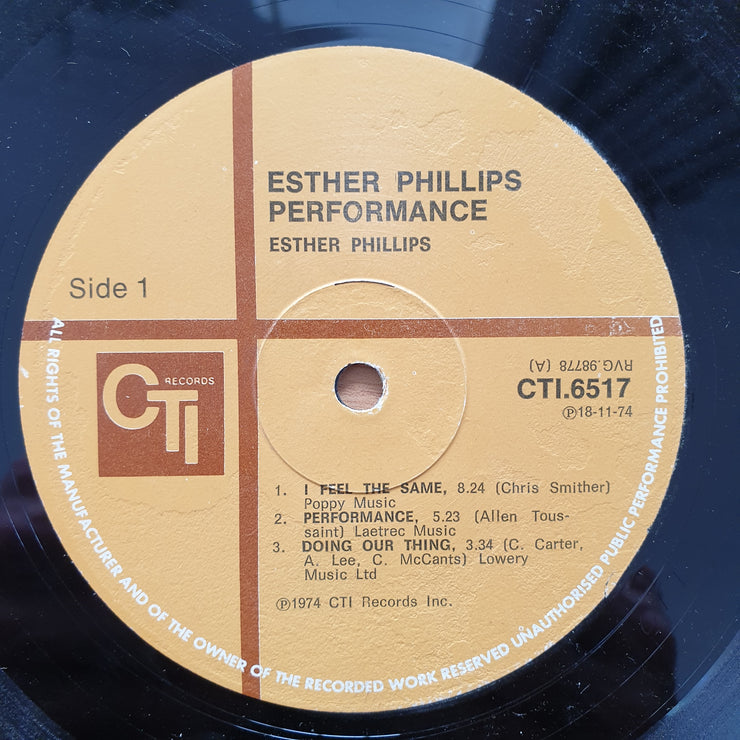 ESTHER PHILLIPS
PERFORMANCE
ESTHER PHILLIPS
Side 1
CTI RECORDS
RVG.98778 (A)
CTI.6517
℗18-11-74
1. I FEEL THE SAME, 8.24 (Chris Smither)
Poppy Music
2. PERFORMANCE, 5.23 (Allen Tous-
saint) Laetrec Music
3. DOING OUR THING, 3.34 (C. Carter,
A. Lee, C. McCants) Lowery
Music Ltd
℗1974 CTI Records Inc.
ALL RIGHTS OF THE MANUFACTURER AND OF THE OWNER OF THE RECORDED WORK RESERVED UNAUTHORISED PUBLIC PERFORMANCE PROHIBITED